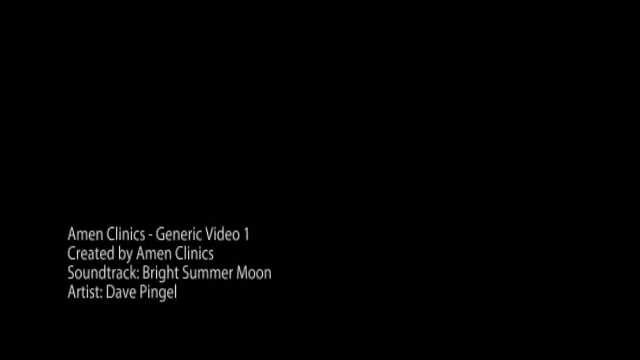 Amen Clinics - Generic Video 1
Created by Amen Clinics
Soundtrack: Bright Summer Moon
Artist: Dave Pingel